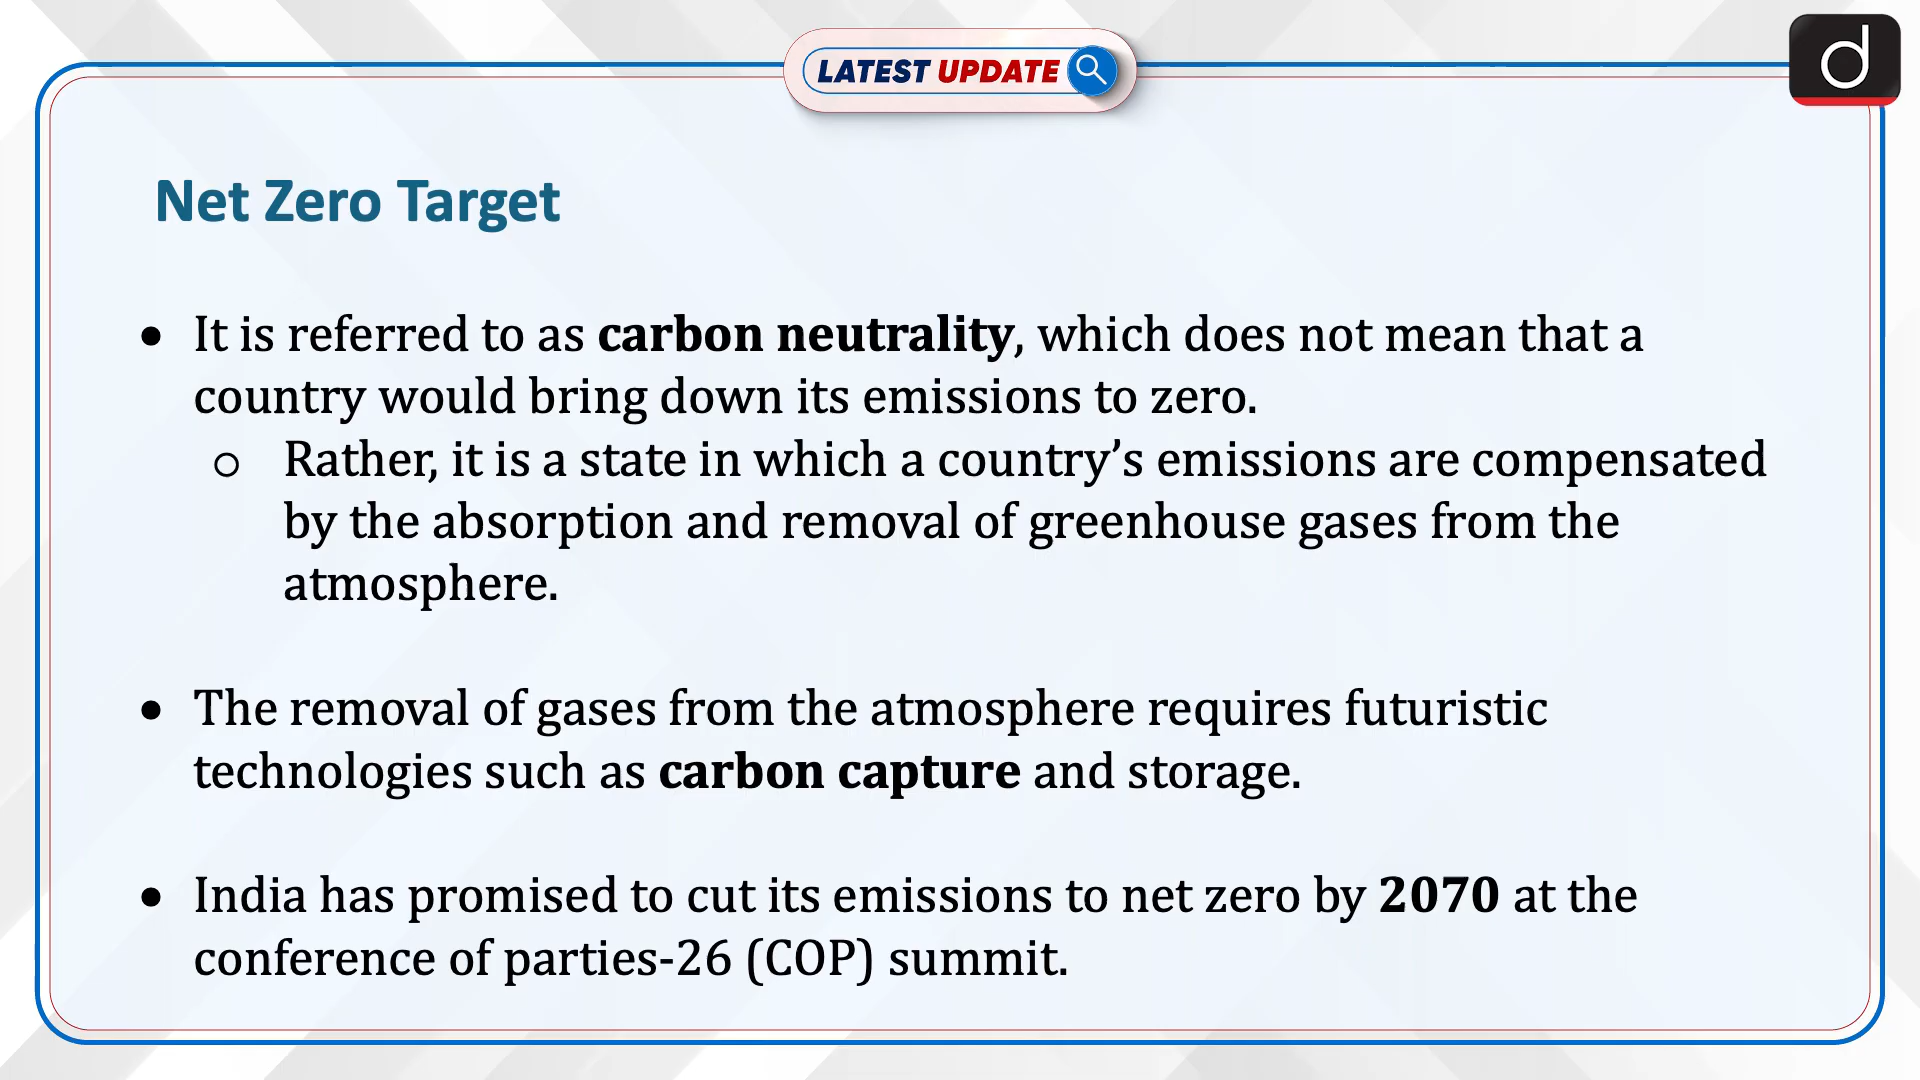 LATEST UPDATE
d
Net Zero Target
• It is referred to as carbon neutrality, which does not mean that a
country would bring down its emissions to zero.
○ Rather, it is a state in which a country’s emissions are compensated
by the absorption and removal of greenhouse gases from the
atmosphere.
• The removal of gases from the atmosphere requires futuristic
technologies such as carbon capture and storage.
• India has promised to cut its emissions to net zero by 2070 at the
conference of parties-26 (COP) summit.